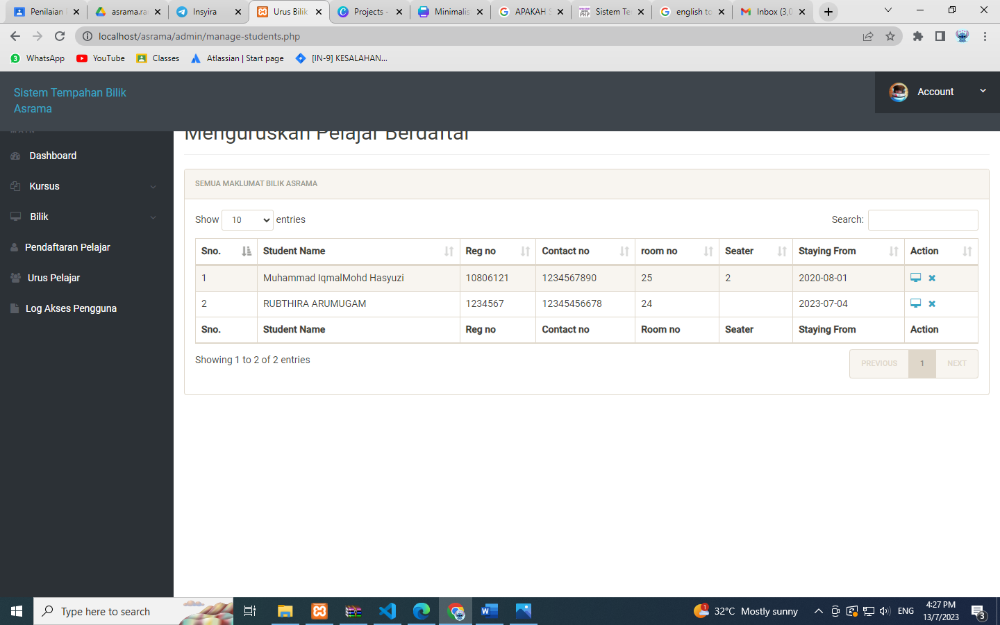 Penilaian
asrama.ra
Insyira
Urus Bilik
Projects -
Minimalis
APAKAH S
Sistem Te
english to
Inbox (3,0
localhost/asrama/admin/manage-students.php
3 WhatsApp
YouTube
Classes
Atlassian | Start page
[IN-9] KESALAHAN...
Sistem Tempahan Bilik
Asrama
Account
Dashboard
Kursus
Bilik
Pendaftaran Pelajar
Urus Pelajar
Log Akses Pengguna
Menguruskan Pelajar Berdaftar
SEMUA MAKLUMAT BILIK ASRAMA
Show 10 entries
Search:
Sno. Student Name Reg no Contact no room no Seater Staying From Action
1 Muhammad IqmalMohd Hasyuzi 10806121 1234567890 25 2 2020-08-01
2 RUBTHIRA ARUMUGAM 1234567 12345456678 24 2023-07-04
Sno. Student Name Reg no Contact no Room no Seater Staying From Action
Showing 1 to 2 of 2 entries
PREVIOUS 1 NEXT
Type here to search
1 32°C Mostly sunny
ENG
4:27 PM
13/7/2023
3